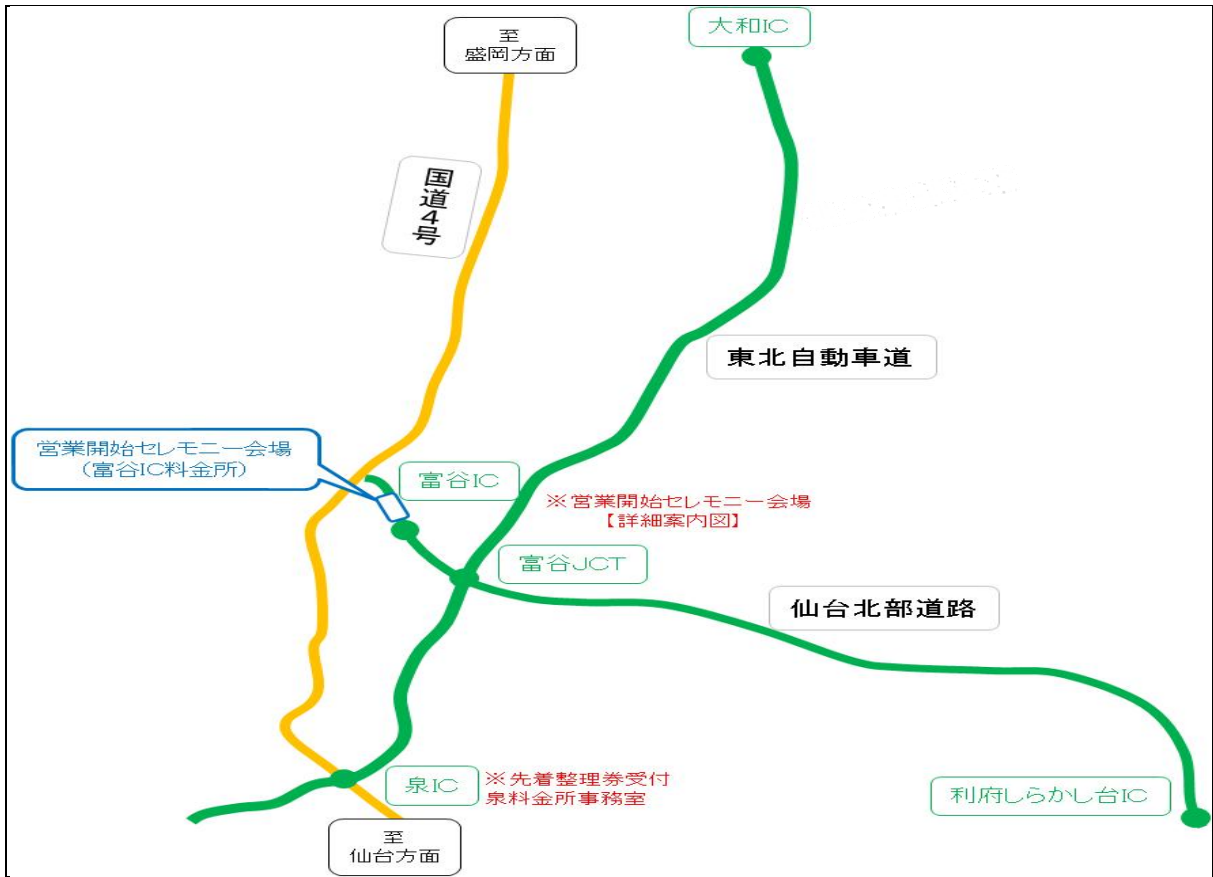 至
盛岡方面
大和IC
国道4号
東北自動車道
営業開始セレモニー会場
（富谷IC料金所）
富谷IC
※営業開始セレモニー会場
【詳細案内図】
富谷JCT
仙台北部道路
泉IC
※先着整理券受付
泉料金所事務室
利府しらかし台IC
至
仙台方面